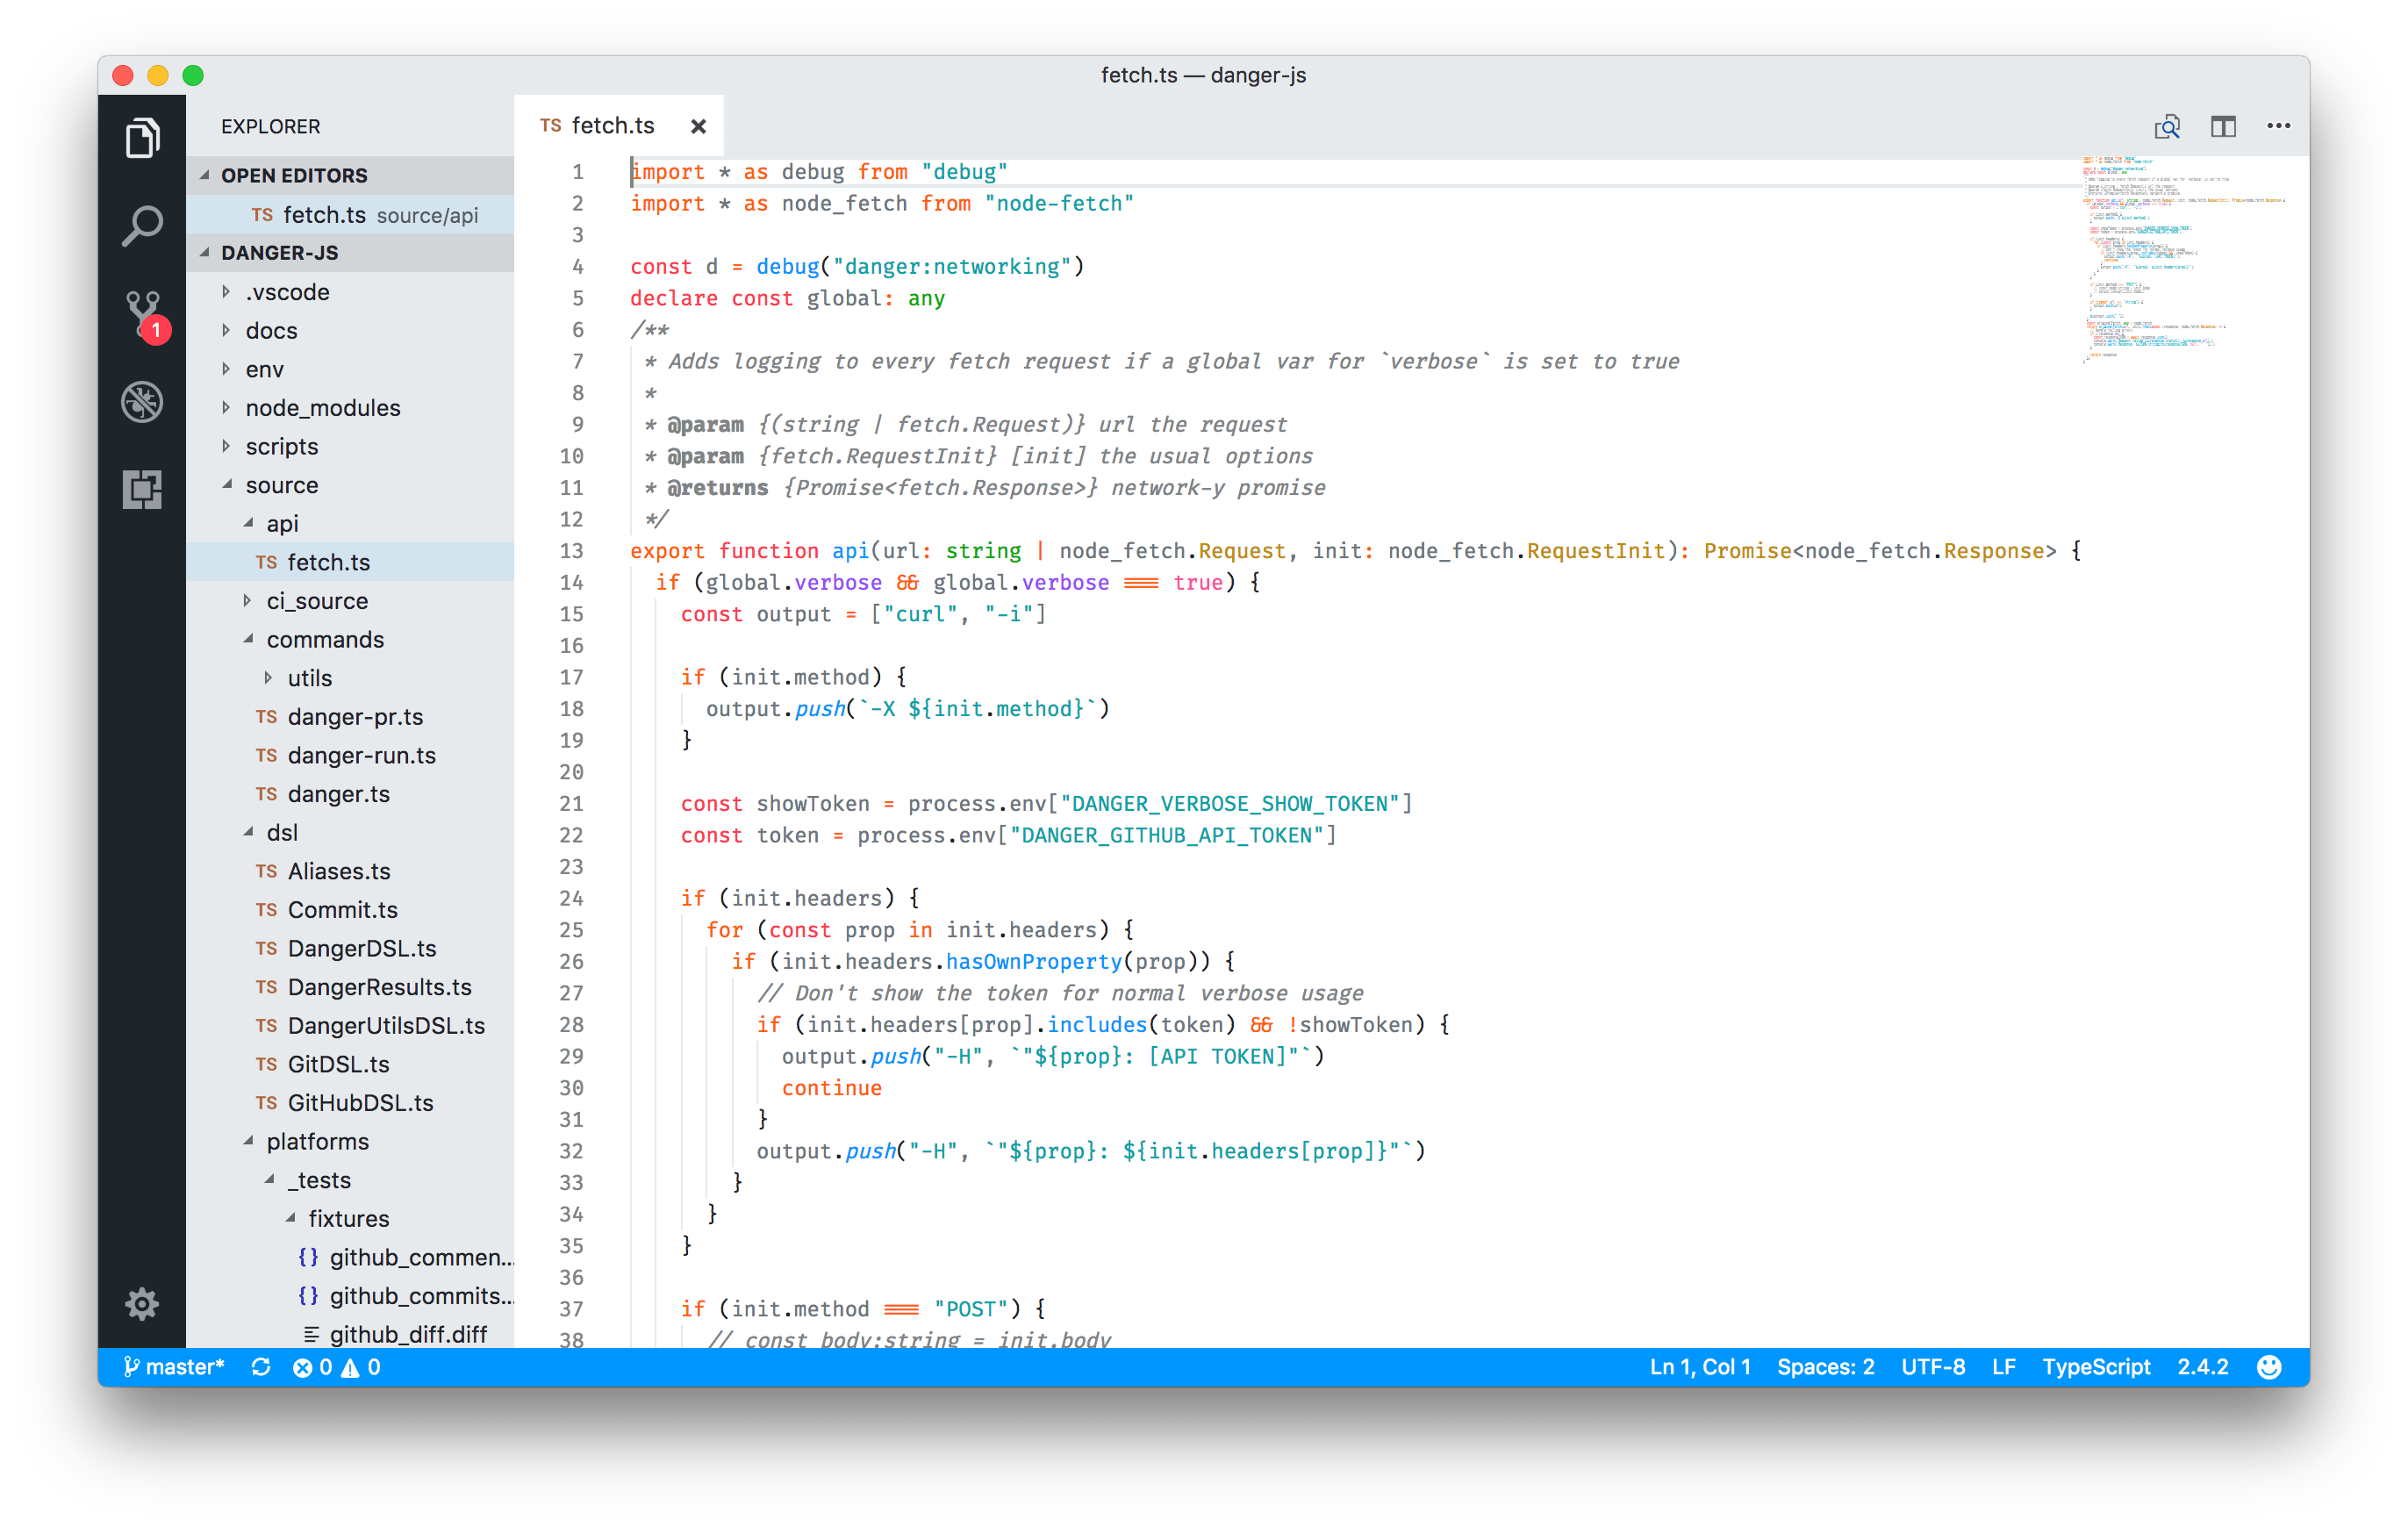 fetch.ts — danger-js
EXPLORER
OPEN EDITORS
TS fetch.ts source/api
DANGER-JS
.vscode
docs
env
node_modules
scripts
source
api
TS fetch.ts
ci_source
commands
utils
TS danger-pr.ts
TS danger-run.ts
TS danger.ts
dsl
TS Aliases.ts
TS Commit.ts
TS DangerDSL.ts
TS DangerResults.ts
TS DangerUtilsDSL.ts
TS GitDSL.ts
TS GitHubDSL.ts
platforms
_tests
fixtures
{} github_commen...
{} github_commits...
github_diff.diff
1
TS fetch.ts ×
1 import * as debug from "debug"
2 import * as node_fetch from "node-fetch"
3
4 const d = debug("danger:networking")
5 declare const global: any
6 /**
7 * Adds logging to every fetch request if a global var for `verbose` is set to true
8 *
9 * @param {(string | fetch.Request)} url the request
10 * @param {fetch.RequestInit} [init] the usual options
11 * @returns {Promise<fetch.Response>} network-y promise
12 */
13 export function api(url: string | node_fetch.Request, init: node_fetch.RequestInit): Promise<node_fetch.Response> {
14 if (global.verbose && global.verbose === true) {
15 const output = ["curl", "-i"]
16
17 if (init.method) {
18 output.push(`-X ${init.method}`)
19 }
20
21 const showToken = process.env["DANGER_VERBOSE_SHOW_TOKEN"]
22 const token = process.env["DANGER_GITHUB_API_TOKEN"]
23
24 if (init.headers) {
25 for (const prop in init.headers) {
26 if (init.headers.hasOwnProperty(prop)) {
27 // Don't show the token for normal verbose usage
28 if (init.headers[prop].includes(token) && !showToken) {
29 output.push("-H", `"${prop}: [API TOKEN]"`)
30 continue
31 }
32 output.push("-H", `"${prop}: ${init.headers[prop]}"`)
33 }
34 }
35 }
36
37 if (init.method === "POST") {
38 // const body:string = init.body
master* 0 0
Ln 1, Col 1 Spaces: 2 UTF-8 LF TypeScript 2.4.2